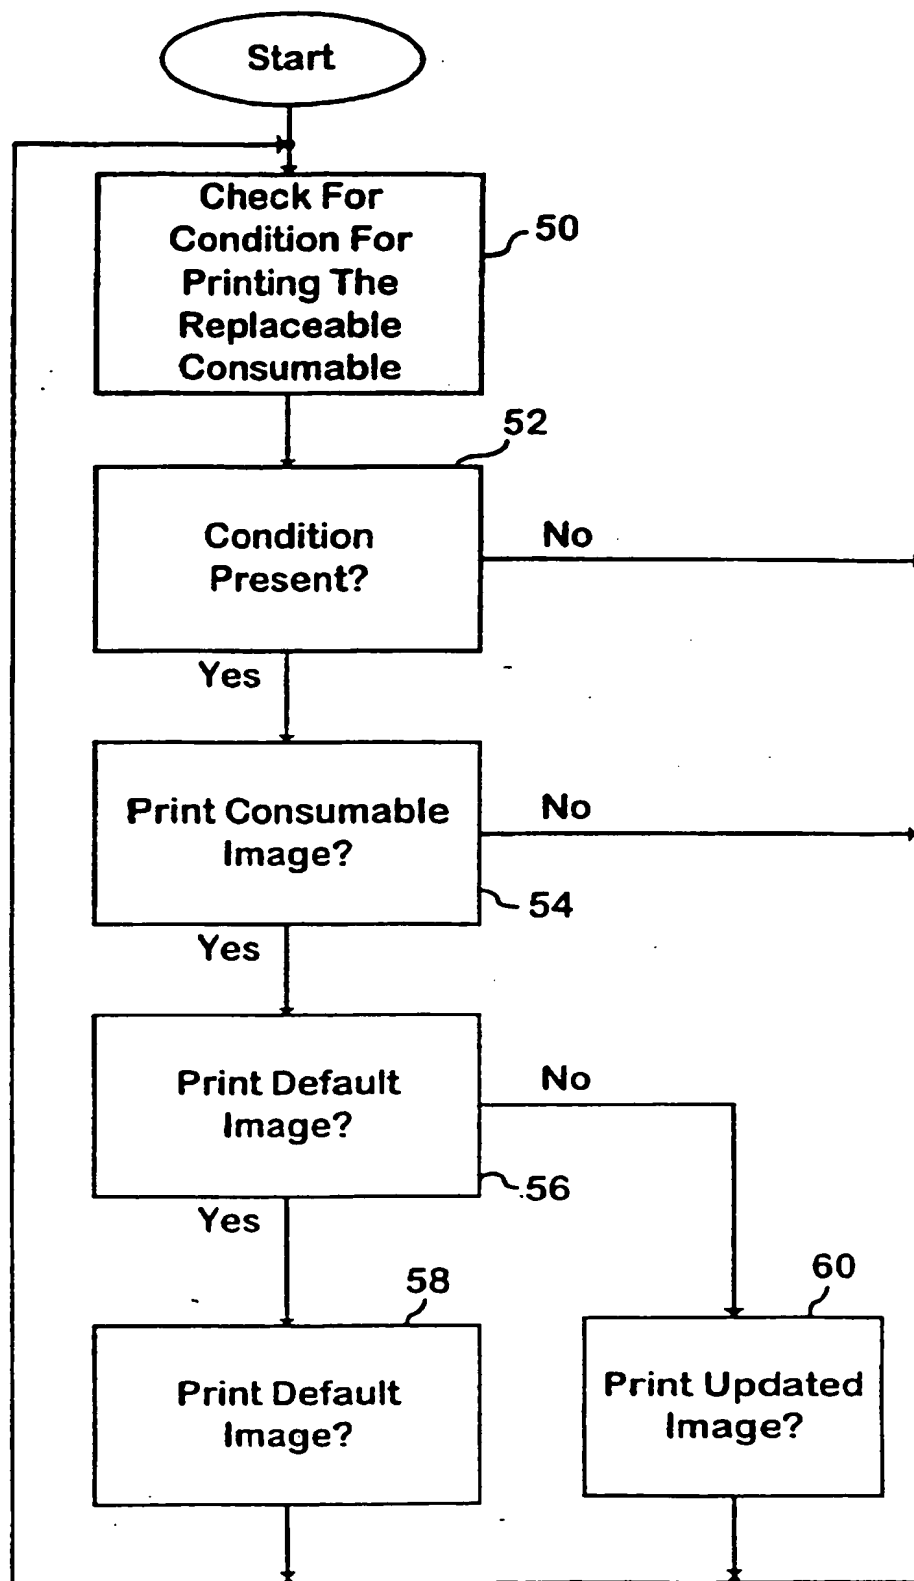 Start
Check For
Condition For
Printing The
Replaceable
Consumable
50
52
Condition
Present?
No
Yes
Print Consumable
Image?
No
54
Yes
Print Default
Image?
No
56
Yes
58
Print Default
Image?
60
Print Updated
Image?